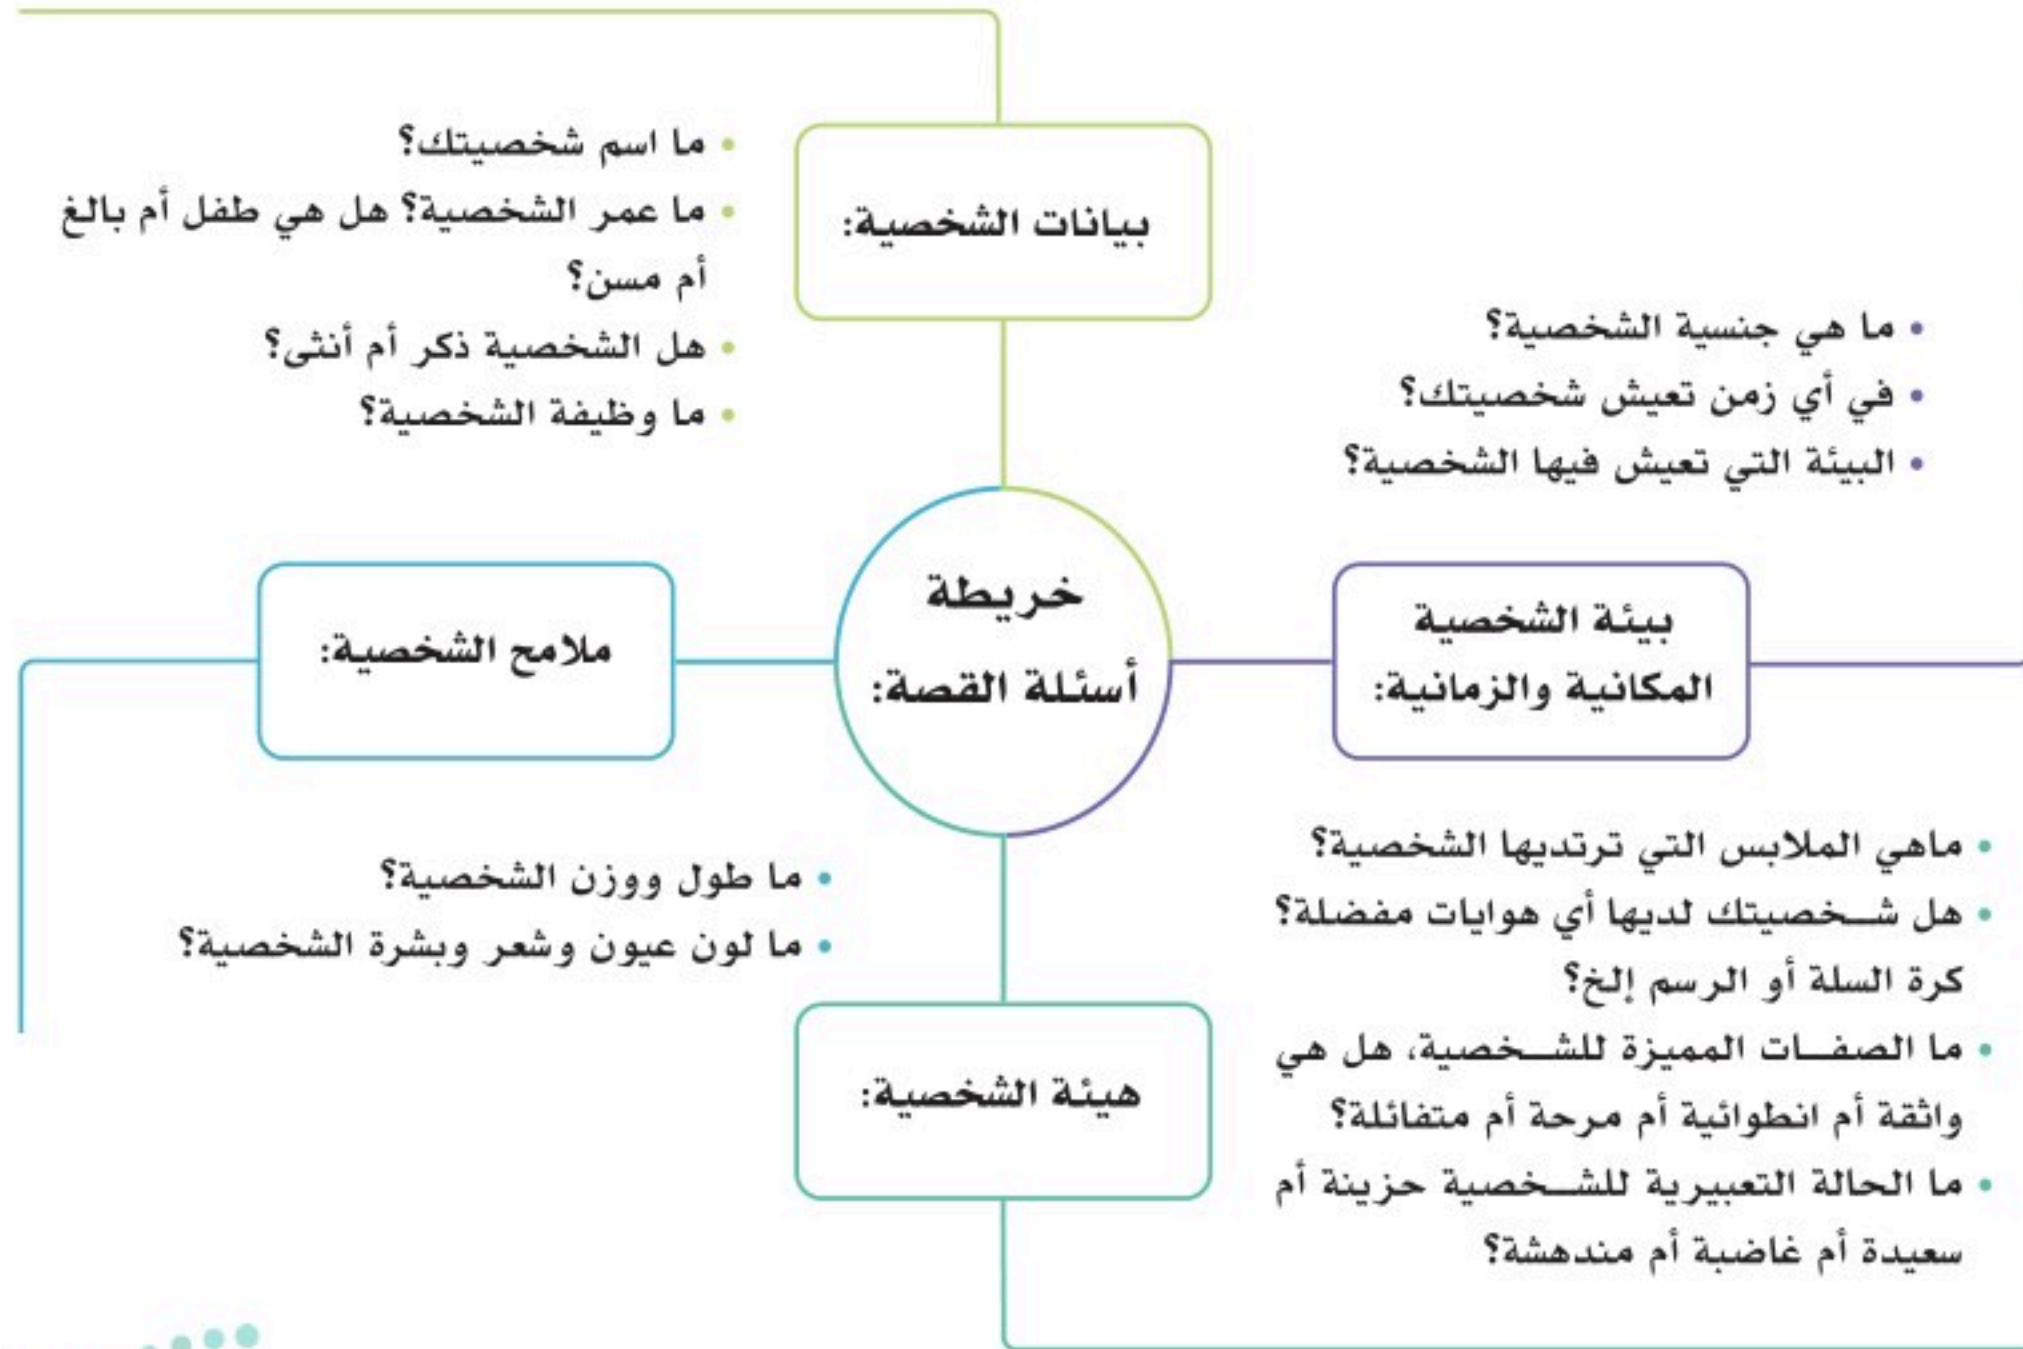 خريطة
أسئلة القصة:
بيانات الشخصية:
• ما اسم شخصيتك؟
• ما عمر الشخصية؟ هل هي طفل أم بالغ
أم مسن؟
• هل الشخصية ذكر أم أنثى؟
• ما وظيفة الشخصية؟
بيئة الشخصية
المكانية والزمانية:
• ما هي جنسية الشخصية؟
• في أي زمن تعيش شخصيتك؟
• البيئة التي تعيش فيها الشخصية؟
ملامح الشخصية:
• ما طول ووزن الشخصية؟
• ما لون عيون وشعر وبشرة الشخصية؟
هيئة الشخصية:
• ماهي الملابس التي ترتديها الشخصية؟
• هل شخصيتك لديها أي هوايات مفضلة؟
كرة السلة أو الرسم إلخ؟
• ما الصفات المميزة للشخصية، هل هي
واثقة أم انطوائية أم مرحة أم متفائلة؟
• ما الحالة التعبيرية للشخصية حزينة أم
سعيدة أم غاضبة أم مندهشة؟